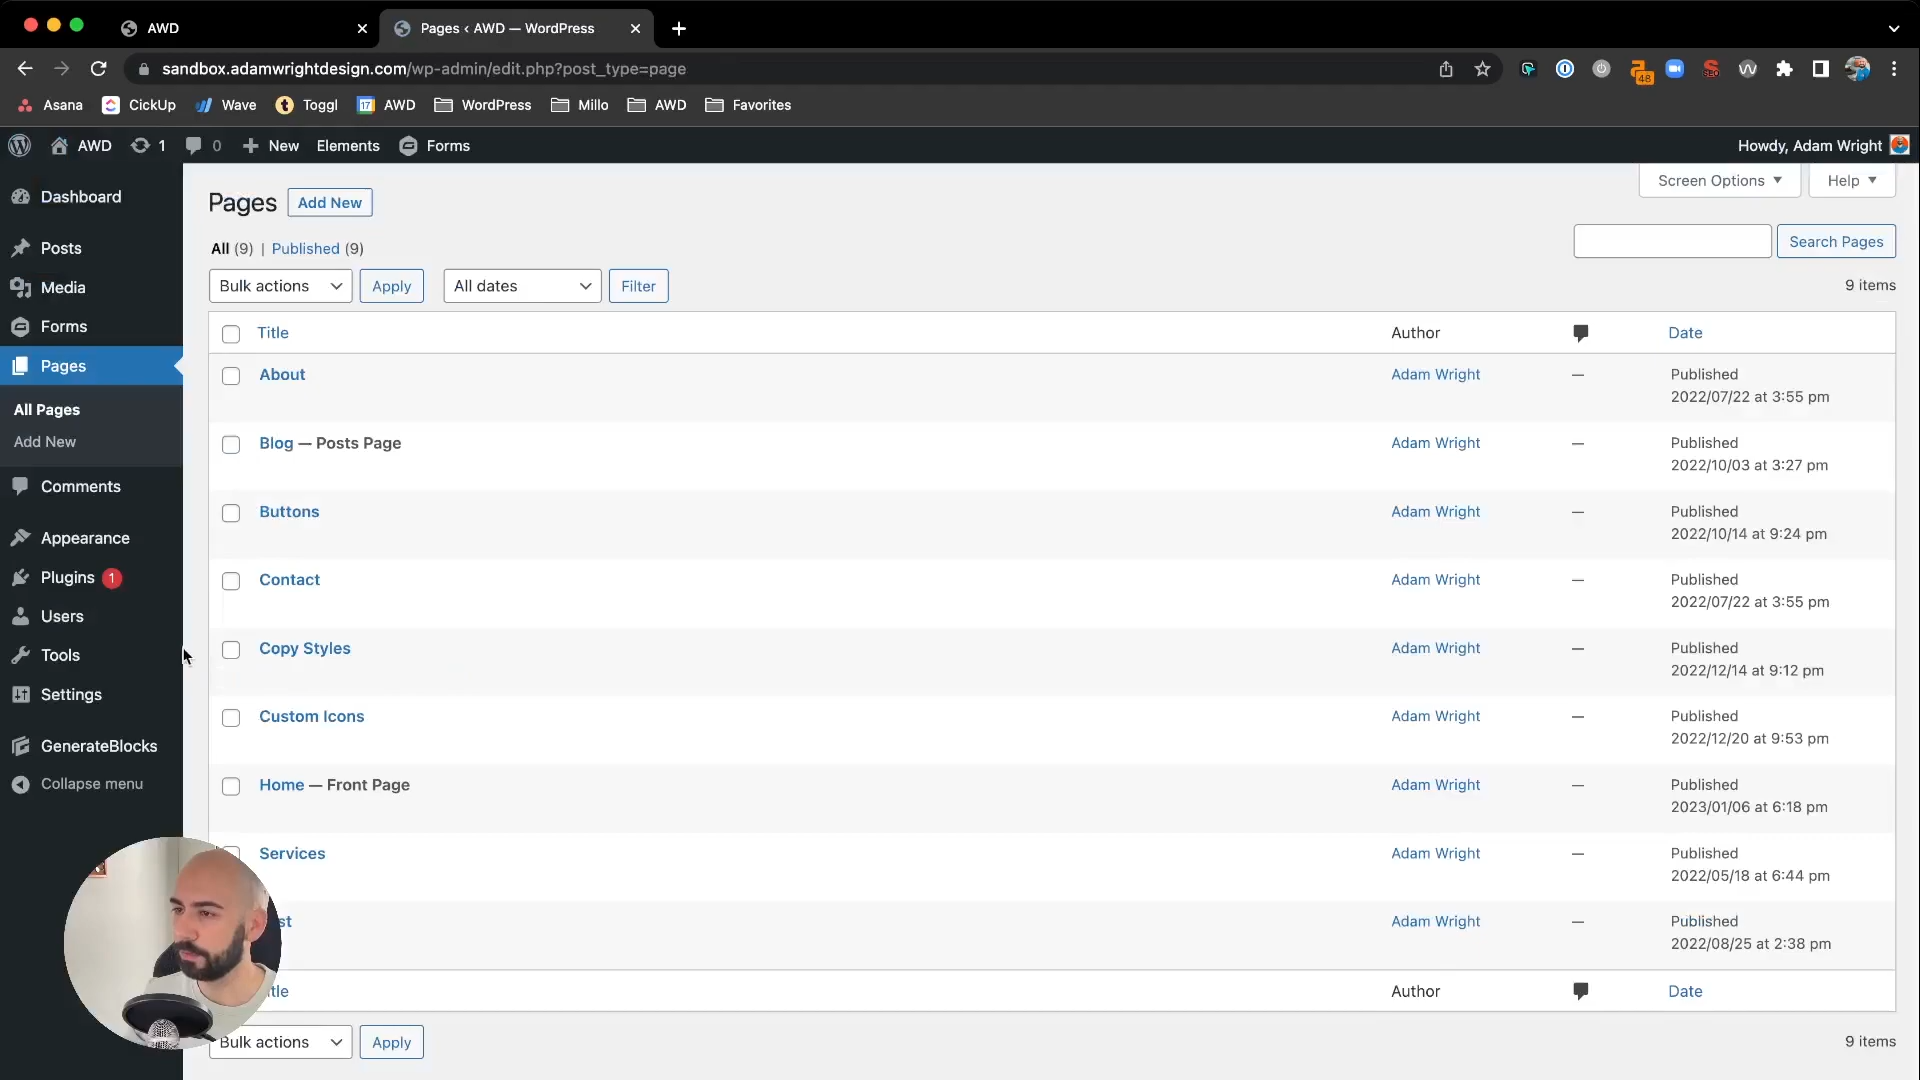 AWD
Pages ‹ AWD — WordPress
sandbox.adamwrightdesign.com/wp-admin/edit.php?post_type=page
48
Asana
CickUp
Wave
Toggl
17
AWD
WordPress
Millo
AWD
Favorites
AWD
1
0
New
Elements
Forms
Howdy, Adam Wright
Dashboard
Posts
Media
Forms
Pages
All Pages
Add New
Comments
Appearance
Plugins 1
Users
Tools
Settings
GenerateBlocks
Collapse menu
Screen Options
Help
Pages
Add New
All (9) | Published (9)
Search Pages
Bulk actions
Apply
All dates
Filter
9 items
Title
Author
Date
About
Adam Wright
—
Published
2022/07/22 at 3:55 pm
Blog — Posts Page
Adam Wright
—
Published
2022/10/03 at 3:27 pm
Buttons
Adam Wright
—
Published
2022/10/14 at 9:24 pm
Contact
Adam Wright
—
Published
2022/07/22 at 3:55 pm
Copy Styles
Adam Wright
—
Published
2022/12/14 at 9:12 pm
Custom Icons
Adam Wright
—
Published
2022/12/20 at 9:53 pm
Home — Front Page
Adam Wright
—
Published
2023/01/06 at 6:18 pm
Services
Adam Wright
—
Published
2022/05/18 at 6:44 pm
Adam Wright
—
Published
2022/08/25 at 2:38 pm
Author
Date
Bulk actions
Apply
9 items